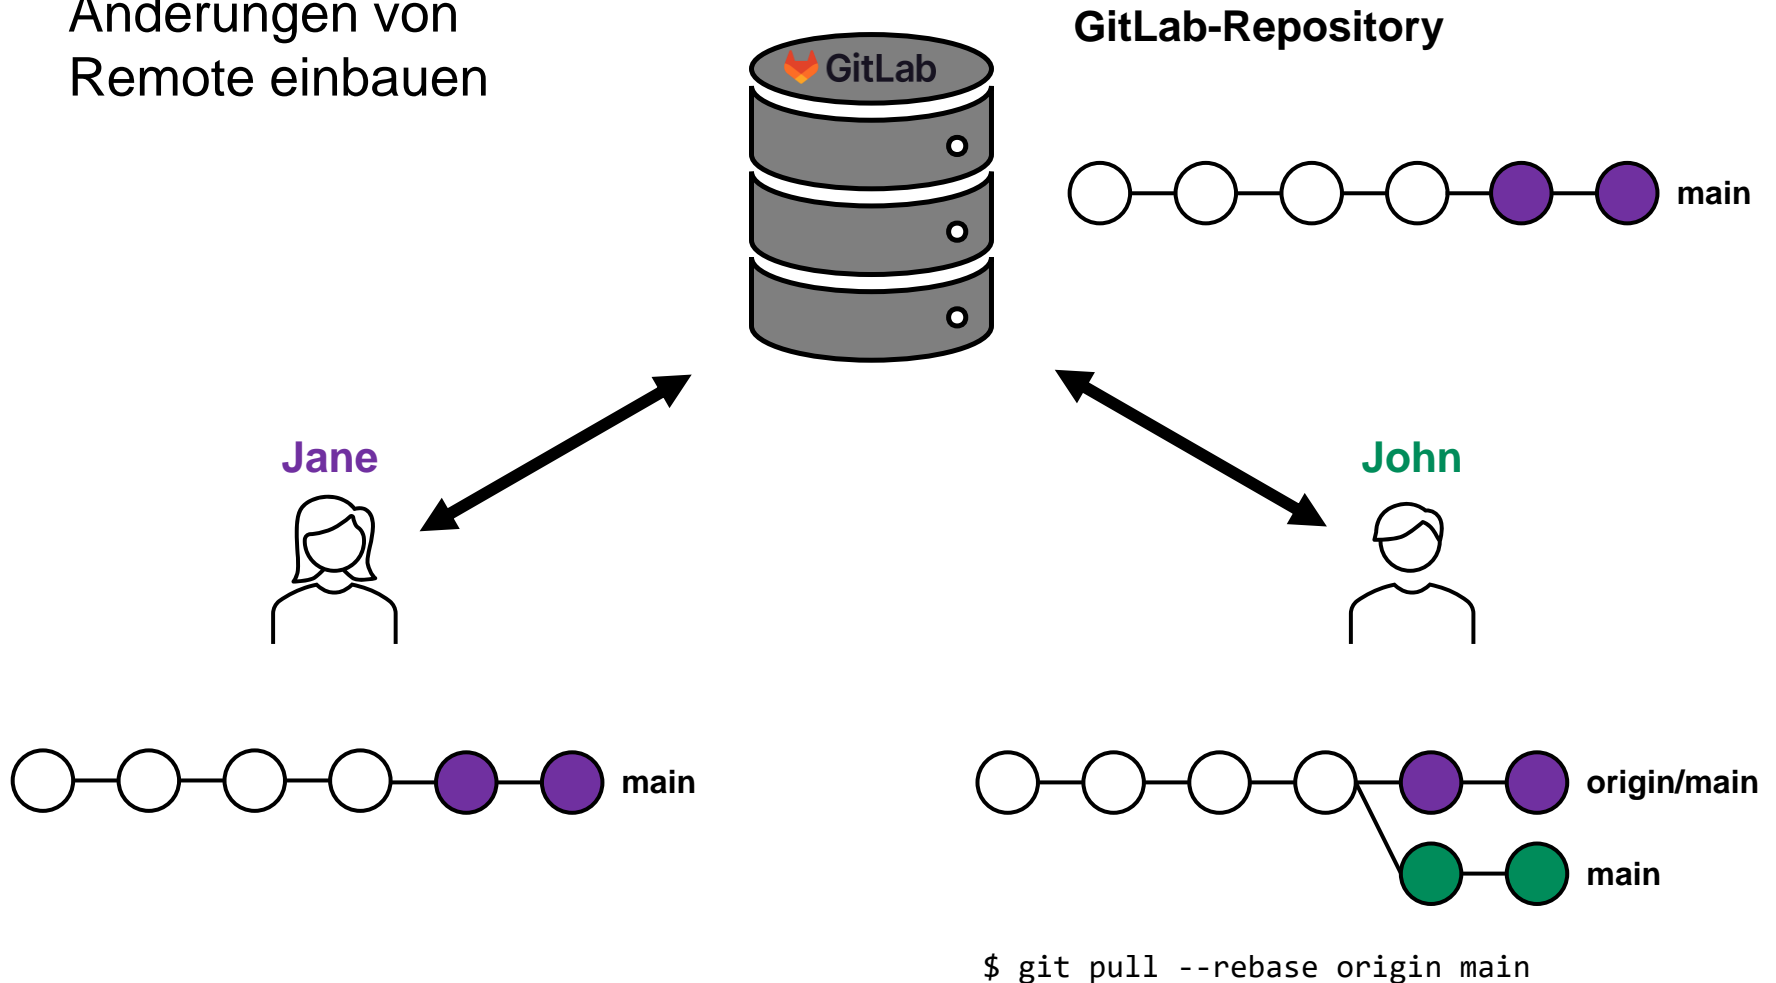 Änderungen von
Remote einbauen
GitLab-Repository
GitLab
main
Jane
John
main
origin/main
main
$ git pull --rebase origin main